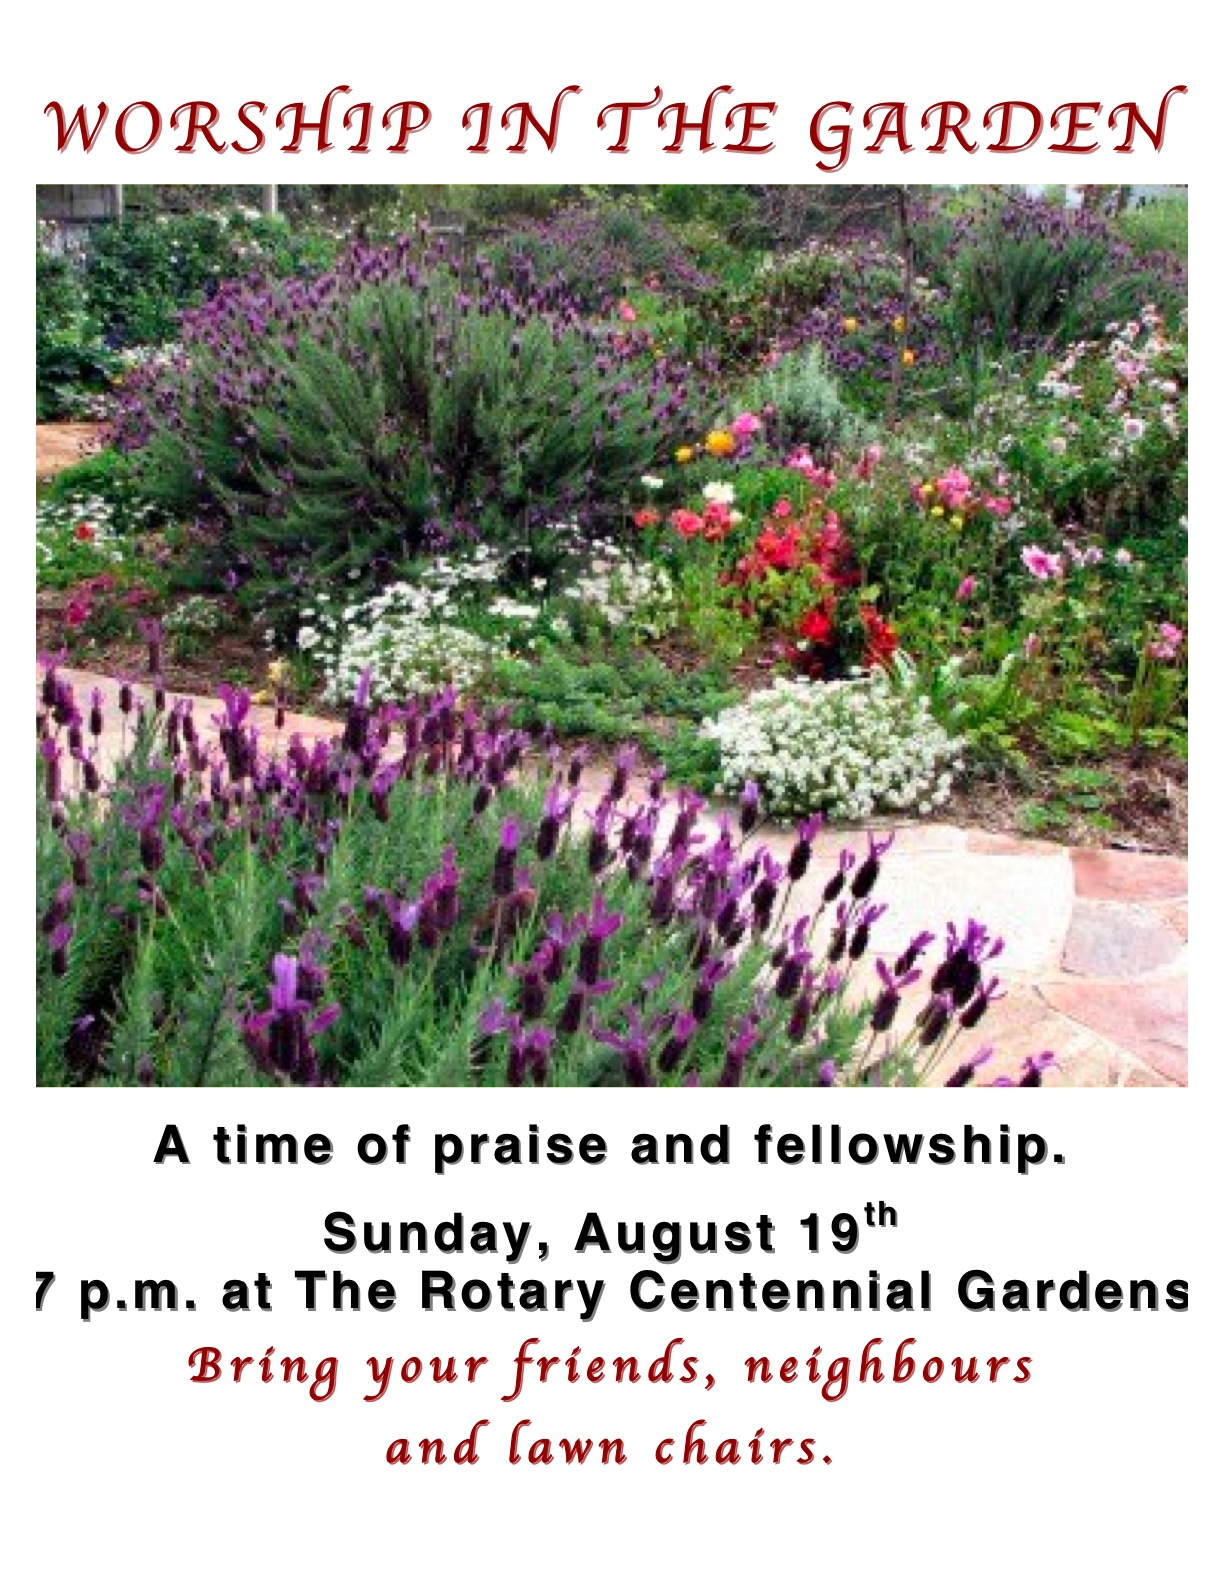 WORSHIP IN THE GARDEN
A time of praise and fellowship.
Sunday, August 19th
7 p.m. at The Rotary Centennial Gardens
Bring your friends, neighbours
and lawn chairs.